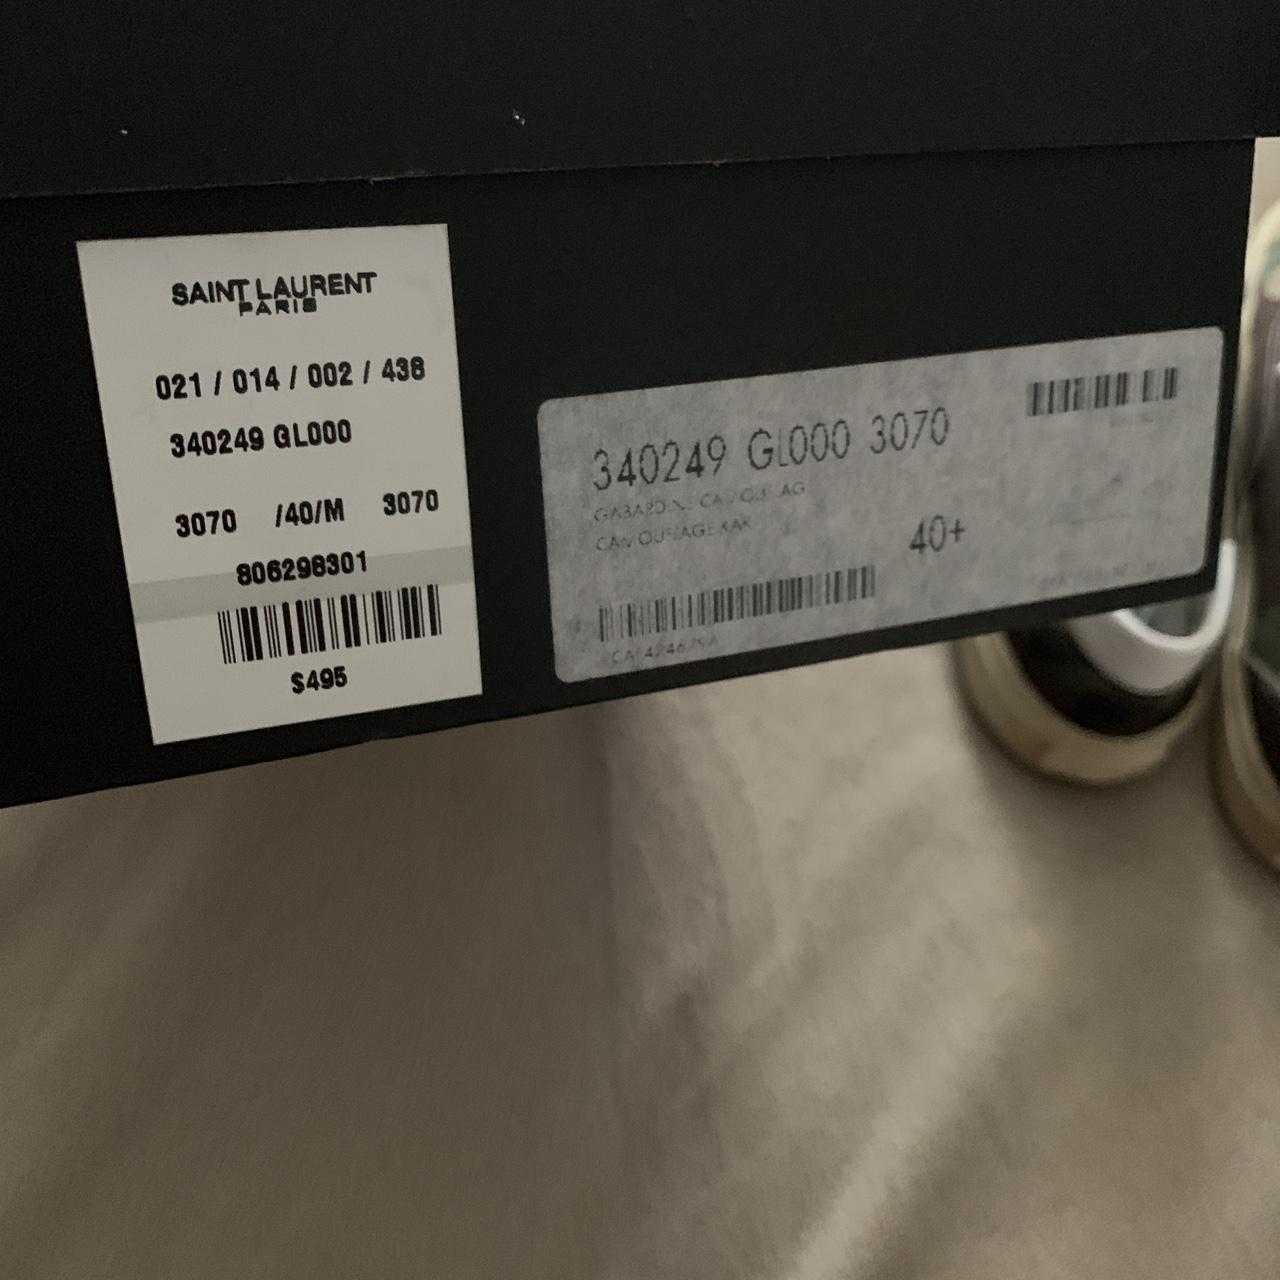 SAINT LAURENT
PARIS
021 / 014 / 002 / 438
340249 GL000
3070 /40/M 3070
806298301
$495
340249 GL000 3070
40+